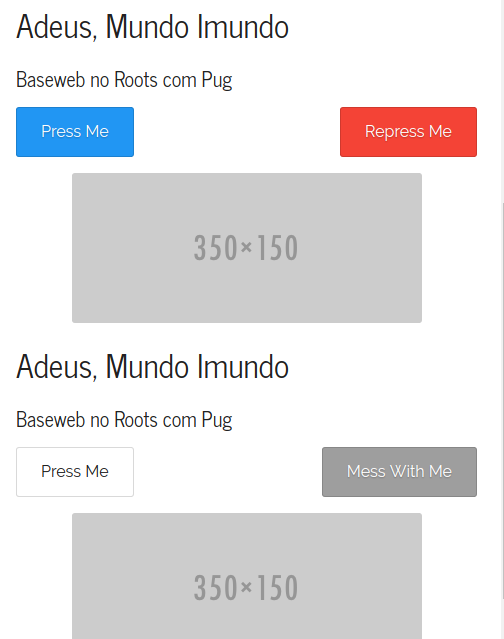 Adeus, Mundo Imundo
Baseweb no Roots com Pug
Press Me
Repress Me
350×150
Adeus, Mundo Imundo
Baseweb no Roots com Pug
Press Me
Mess With Me
350×150